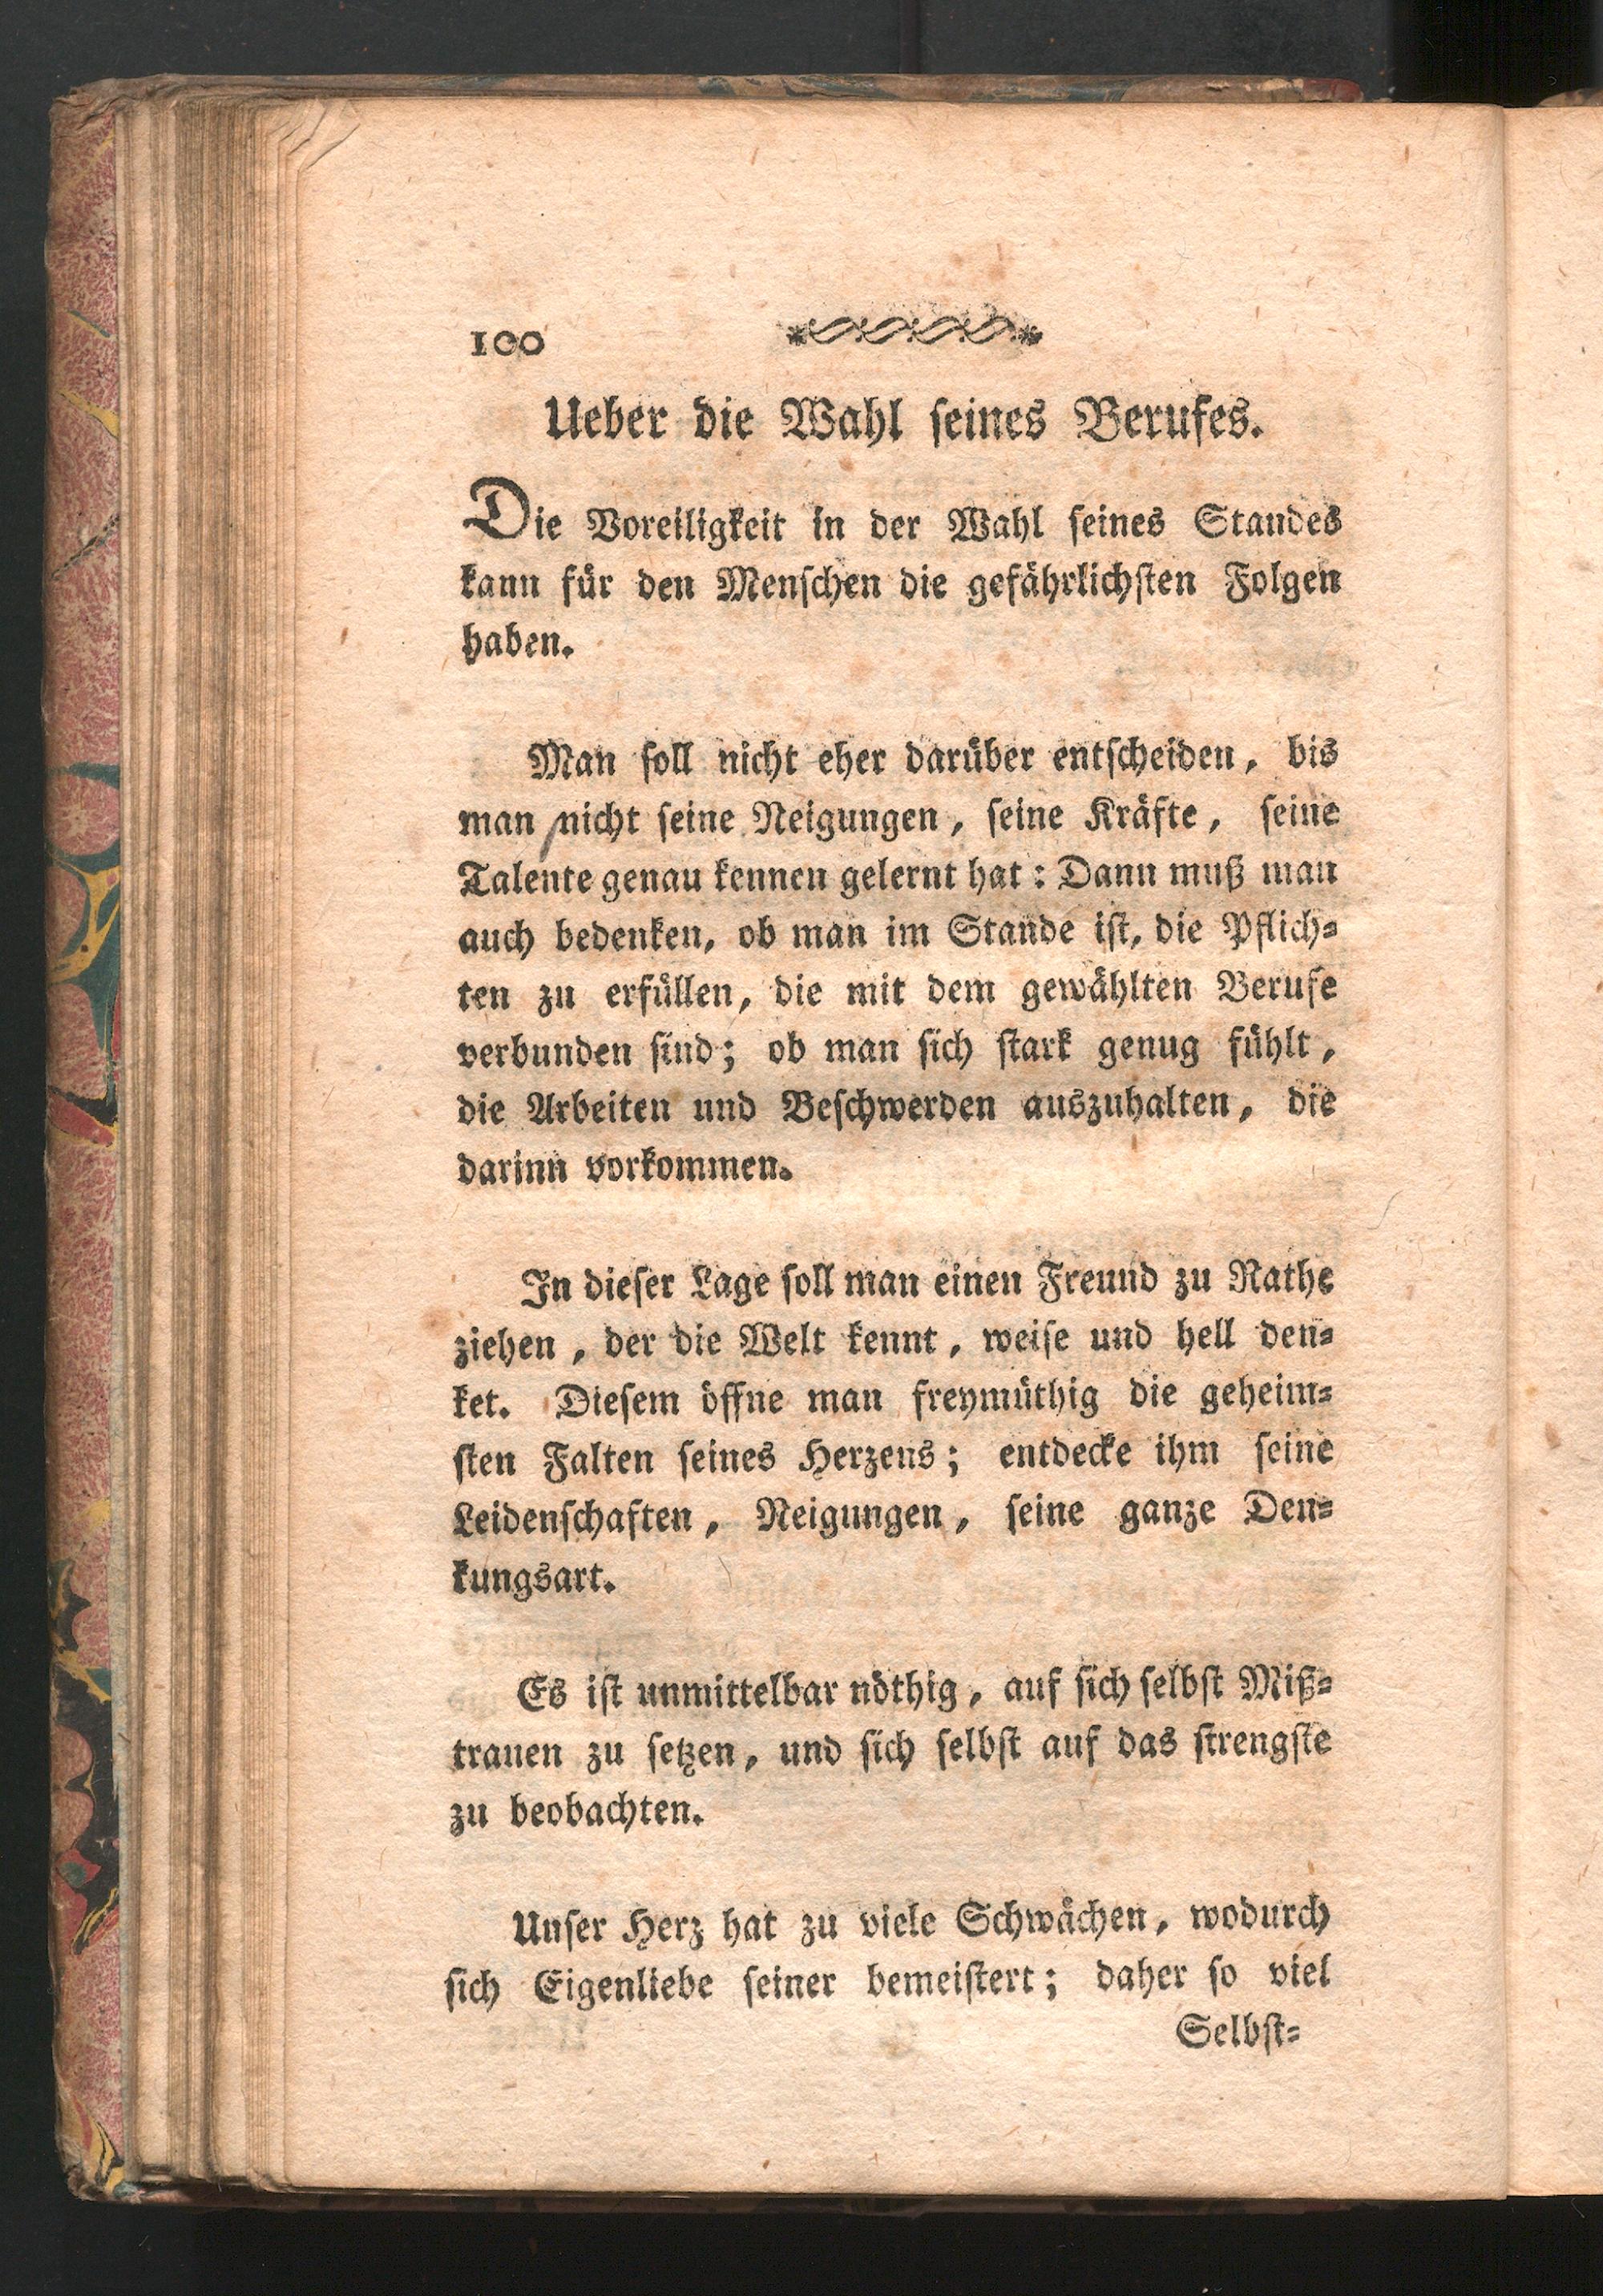 100
Ueber die Wahl ſeines Berufes.
Die Voreiligkeit in der Wahl ſeines Standes
kann für den Menſchen die gefährlichſten Folgen
haben.
Man ſoll nicht eher darüber entſcheiden, bis
man nicht ſeine Neigungen, ſeine Kräfte, ſeine
Talente genau kennen gelernt hat: Dann muß man
auch bedenken, ob man im Stande iſt, die Pflich⸗
ten zu erfüllen, die mit dem gewählten Berufe
verbunden ſind; ob man ſich ſtark genug fühlt,
die Arbeiten und Beſchwerden auszuhalten, die
darinn vorkommen.
In dieſer Lage ſoll man einen Freund zu Rathe
ziehen, der die Welt kennt, weiſe und hell den⸗
ket. Dieſem öffne man freymüthig die geheim⸗
ſten Falten ſeines Herzens; entdecke ihm ſeine
Leidenſchaften, Neigungen, ſeine ganze Den⸗
kungsart.
Es iſt unmittelbar nöthig, auf ſich ſelbſt Miß⸗
trauen zu ſetzen, und ſich ſelbſt auf das ſtrengſte
zu beobachten.
Unſer Herz hat zu viele Schwächen, wodurch
ſich Eigenliebe ſeiner bemeiſtert; daher ſo viel
Selbſt⸗